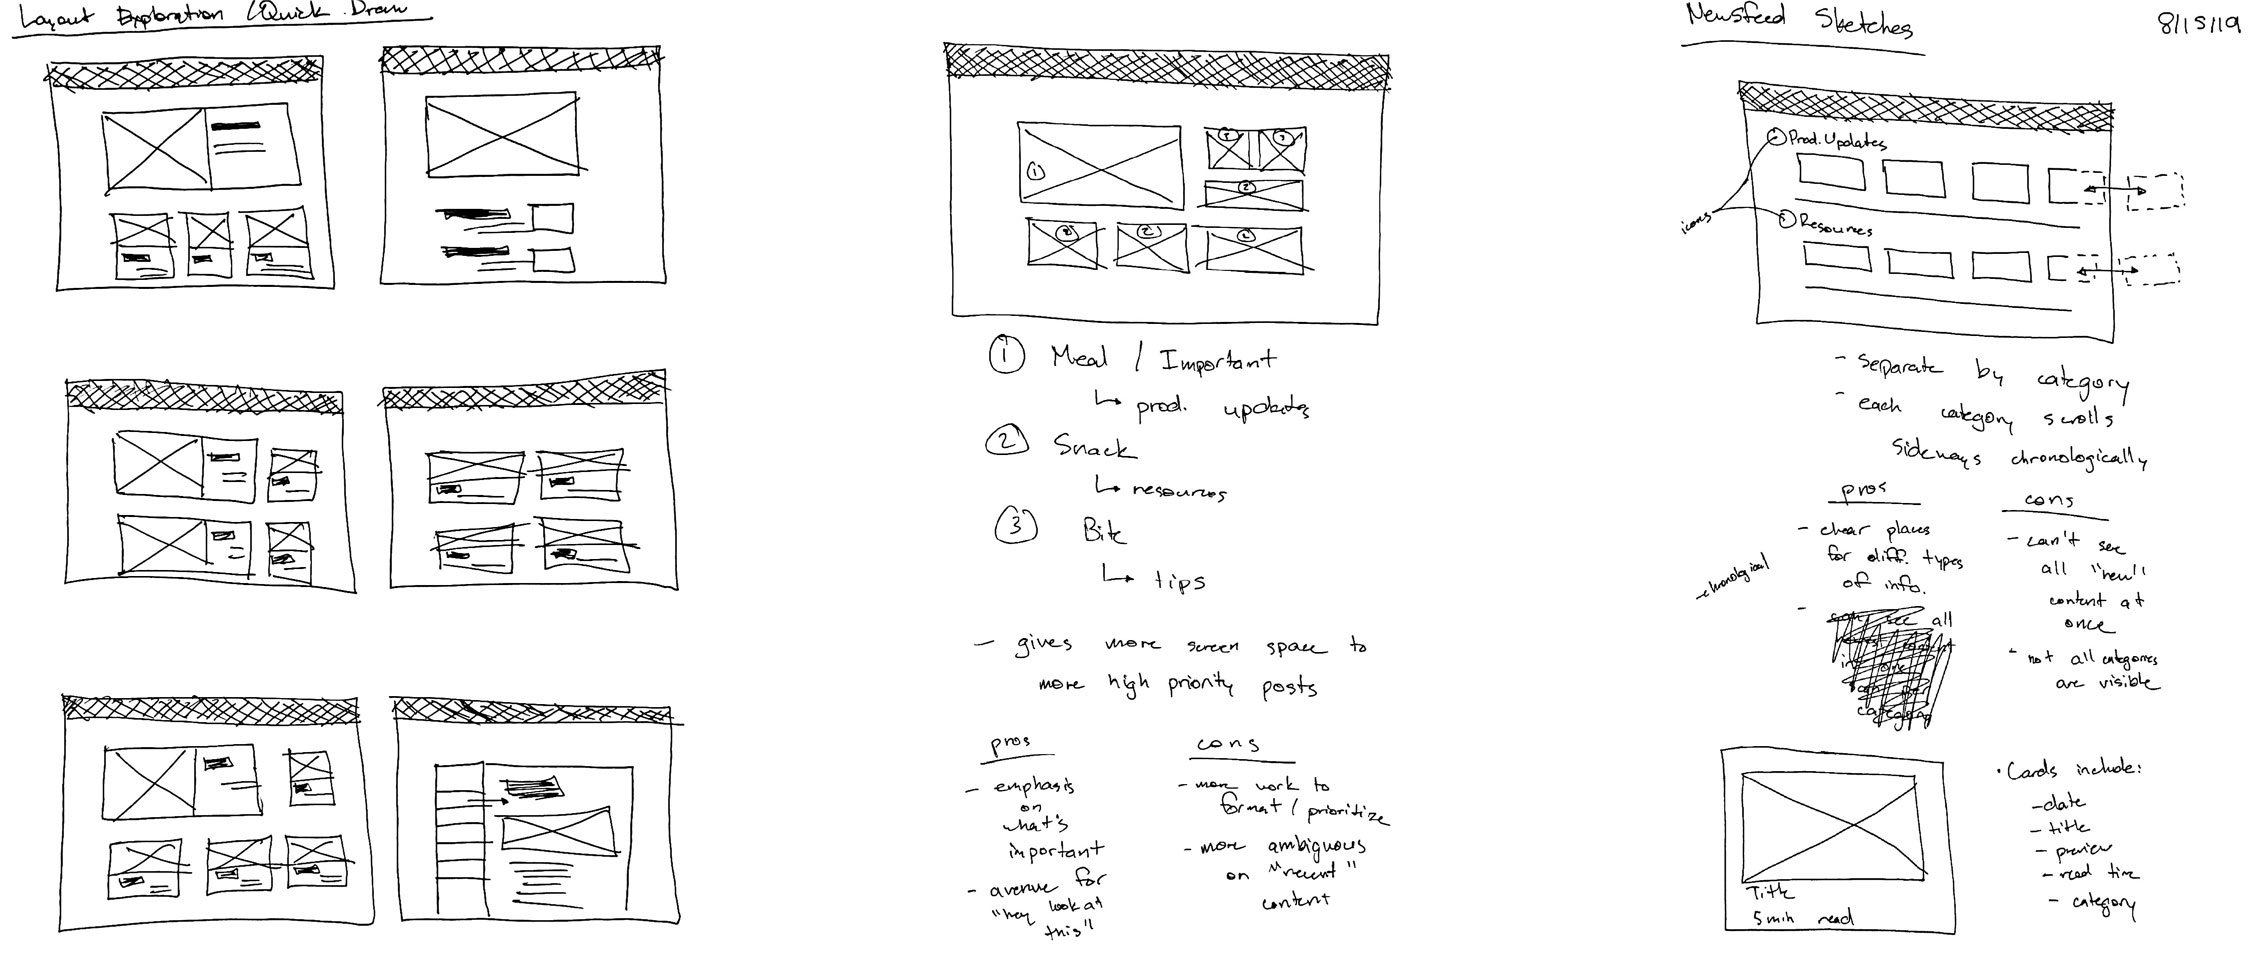 Layout Exploration / Quick Draw
① ③ ③
②
② ② ②
① Meal / Important
↳ prod. updates
② Snack
↳ resources
③ Bite
↳ tips
- gives more screen space to
more high priority posts
pros
- emphasis
on
what's
important
- avenue for
"hey look at
this"
cons
- more work to
format / prioritize
- more ambiguous
on "recent"
content
Newsfeed Sketches
8/15/19
Prod. Updates
icons
Resources
- separate by category
- each category scrolls
sideways chronologically
pros
- clear places
for diff. types
of info.
-
see all
category
- chronological
cons
- can't see
all "new"
content at
once
- not all categories
are visible
Title
5 min read
• Cards include:
- date
- title
- preview
- read time
- category